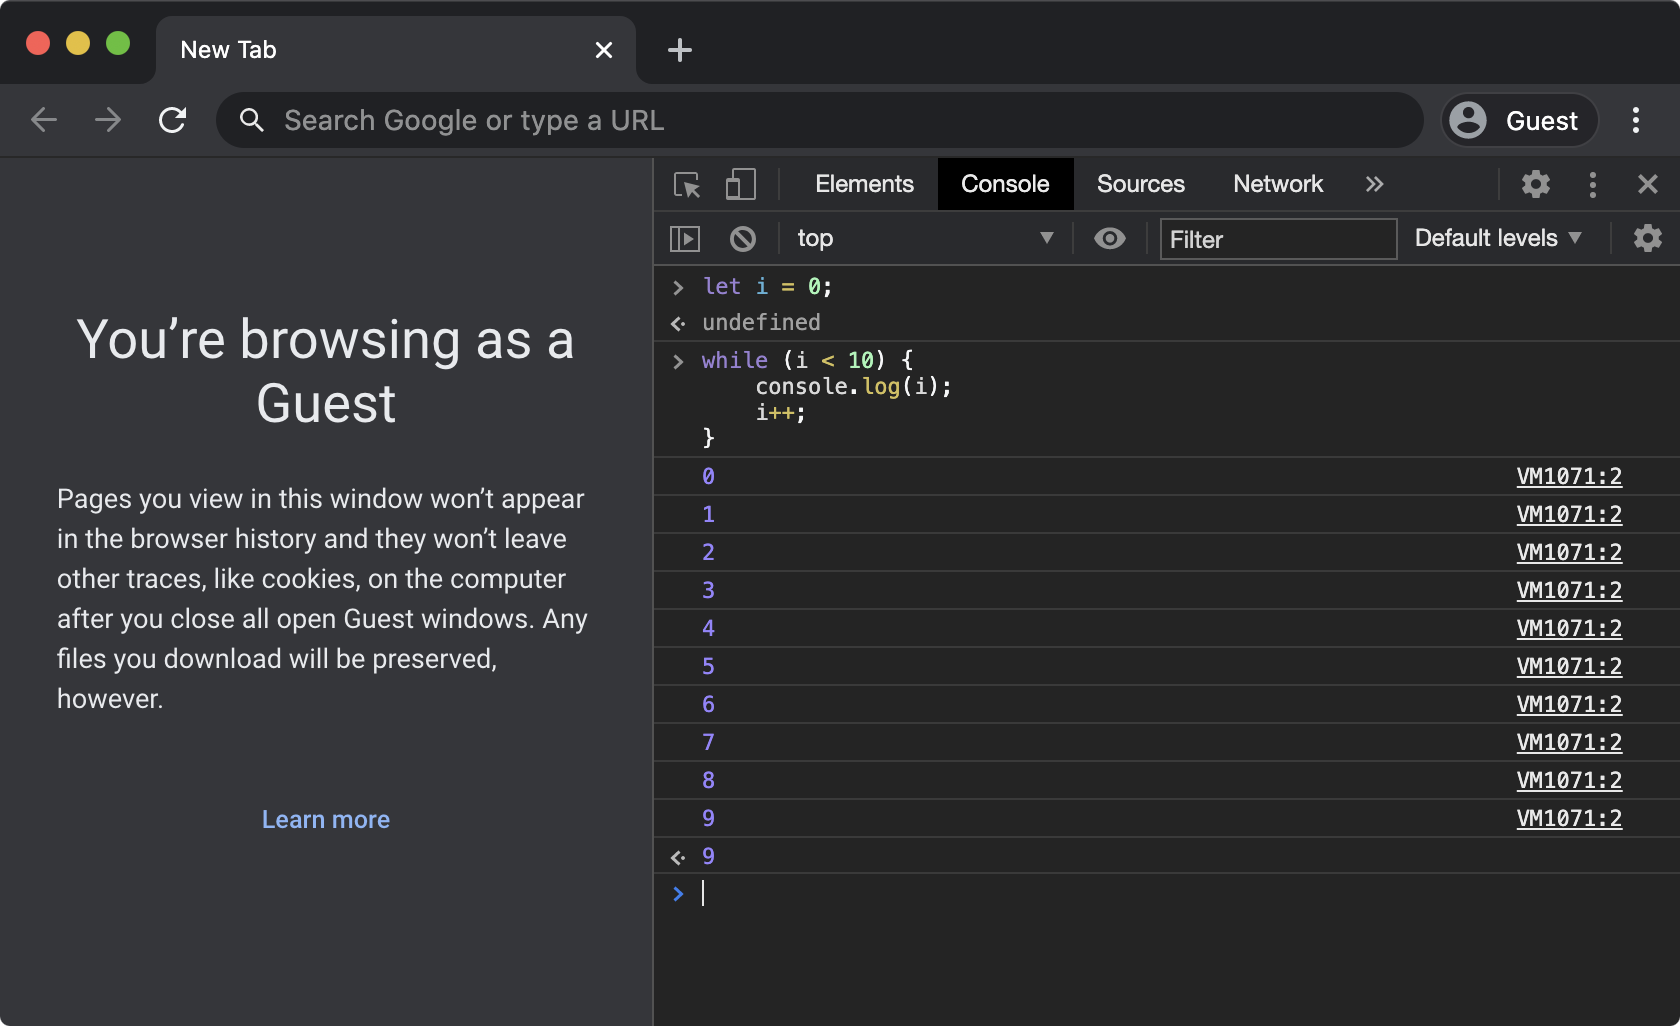 New Tab
Search Google or type a URL
Guest
Elements Console Sources Network
top Filter Default levels
You’re browsing as a
Guest
Pages you view in this window won’t appear
in the browser history and they won’t leave
other traces, like cookies, on the computer
after you close all open Guest windows. Any
files you download will be preserved,
however.
Learn more
let i = 0;
undefined
while (i < 10) {
    console.log(i);
    i++;
}
0 VM1071:2
1 VM1071:2
2 VM1071:2
3 VM1071:2
4 VM1071:2
5 VM1071:2
6 VM1071:2
7 VM1071:2
8 VM1071:2
9 VM1071:2
9